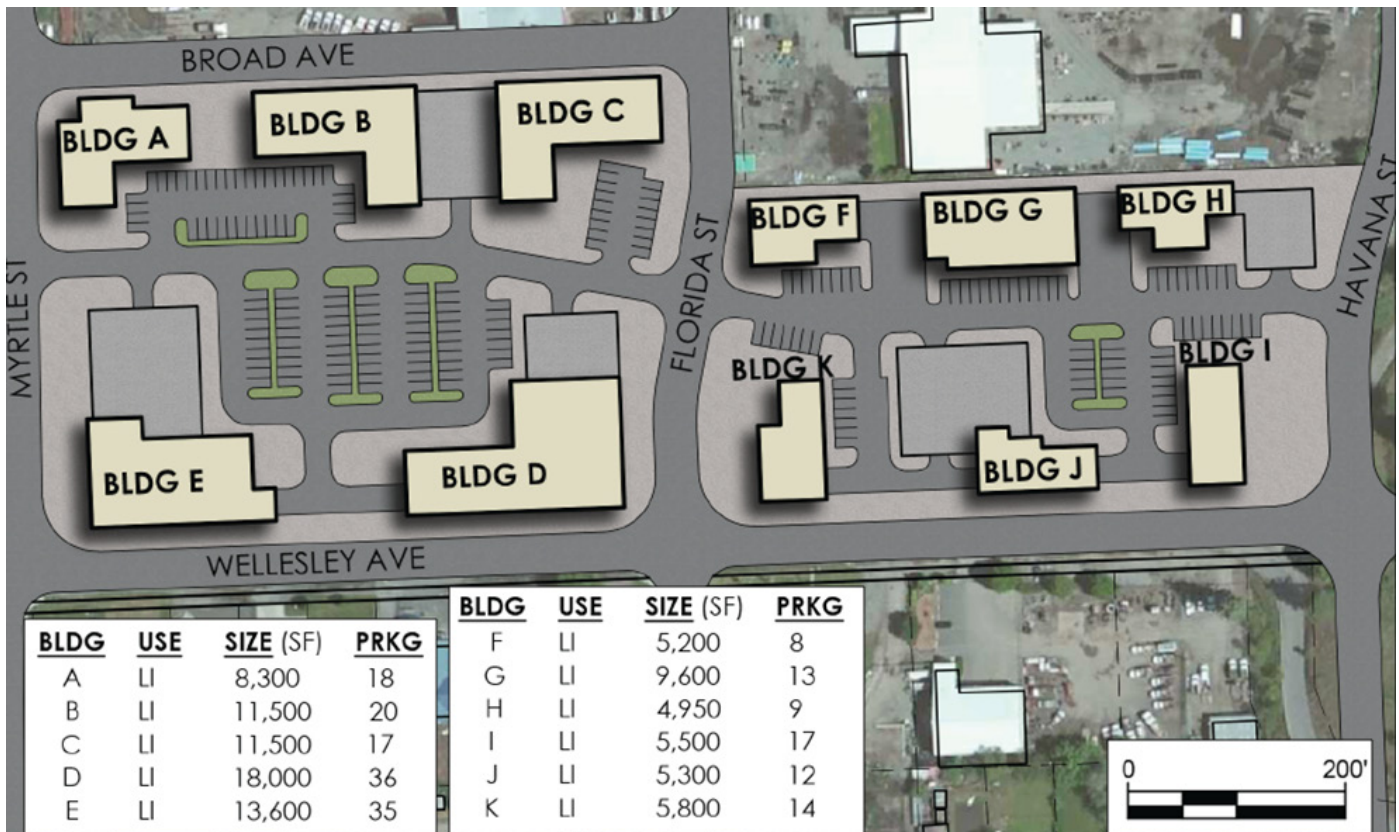 BROAD AVE
BLDG A
BLDG B
BLDG C
BLDG F
BLDG G
BLDG H
MYRTLE ST
FLORIDA ST
HAVANA ST
BLDG K
BLDG I
BLDG E
BLDG D
BLDG J
WELLESLEY AVE
BLDG USE SIZE (SF) PRKG
A LI 8,300 18
B LI 11,500 20
C LI 11,500 17
D LI 18,000 36
E LI 13,600 35
BLDG USE SIZE (SF) PRKG
F LI 5,200 8
G LI 9,600 13
H LI 4,950 9
I LI 5,500 17
J LI 5,300 12
K LI 5,800 14
0 200'